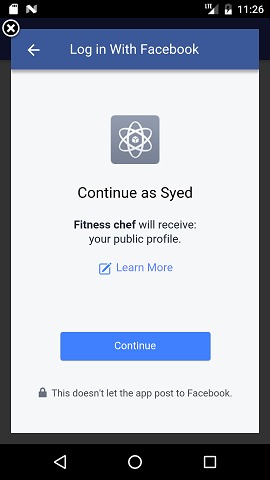 LTE 11:26
Log in With Facebook
Continue as Syed
Fitness chef will receive:
your public profile.
Learn More
Continue
This doesn't let the app post to Facebook.